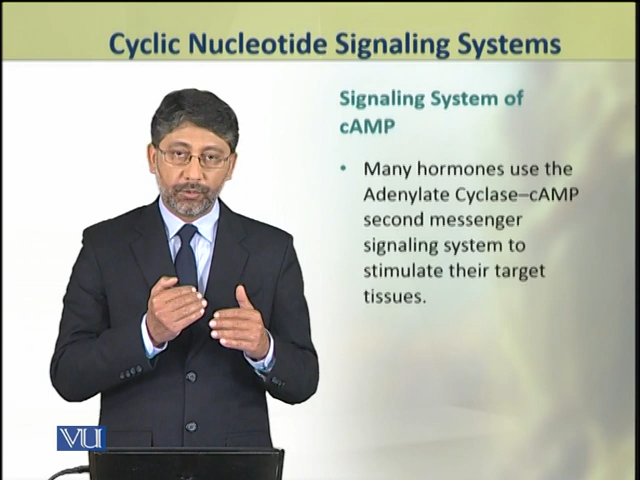 Cyclic Nucleotide Signaling Systems
Signaling System of
cAMP
• Many hormones use the
Adenylate Cyclase–cAMP
second messenger
signaling system to
stimulate their target
tissues.
VU